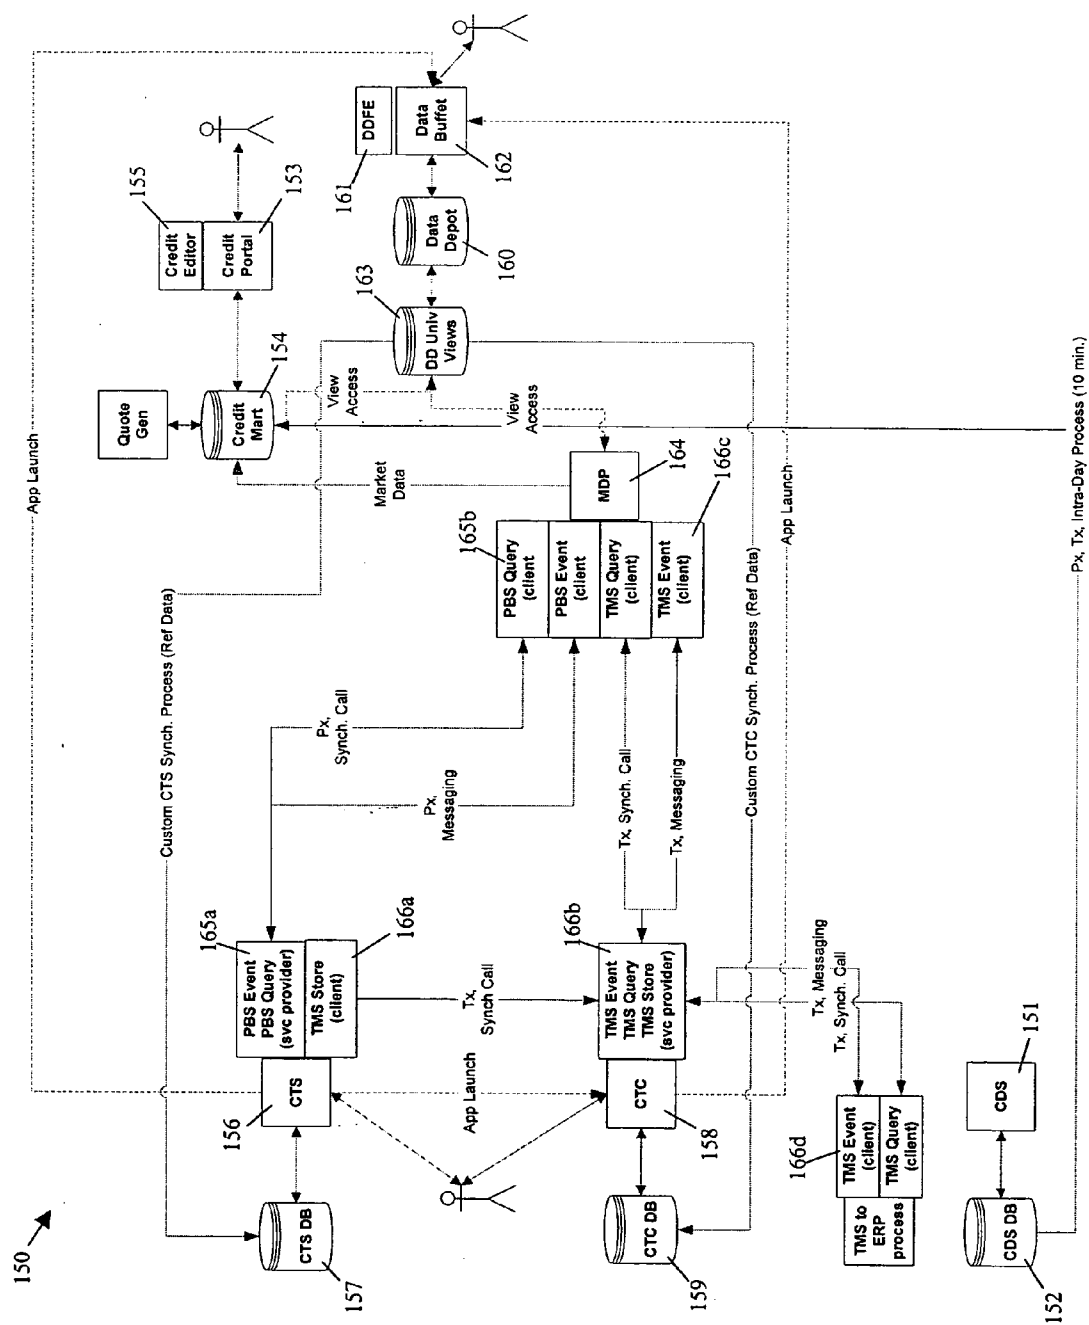 150
App Launch
Custom CTS Synch. Process (Ref Data)
CTS DB
157
CTS
156
PBS Event
PBS Query
(svc provider)
165a
TMS Store
(client)
166a
Px,
Synch. Call
Px,
Messaging
Tx,
Synch Call
App Launch
CTC DB
159
CTC
158
TMS Event
TMS Query
TMS Store
(svc provider)
166b
Tx, Synch. Call
Tx, Messaging
PBS Query
(client)
165b
PBS Event
(client
TMS Query
(client)
TMS Event
(client)
166c
MDP
164
Market
Data
Quote
Gen
Credit
Mart
154
View
Access
View
Access
Credit
Editor
155
Credit
Portal
153
DD Univ
Views
163
Data
Depot
160
DDFE
161
Data
Buffet
162
Custom CTC Synch. Process (Ref Data)
App Launch
Tx, Messaging
Tx, Synch. Call
TMS to
ERP
process
TMS Event
(client)
TMS Query
(client)
166d
CDS DB
152
CDS
151
Px, Tx, Intra-Day Process (10 min.)